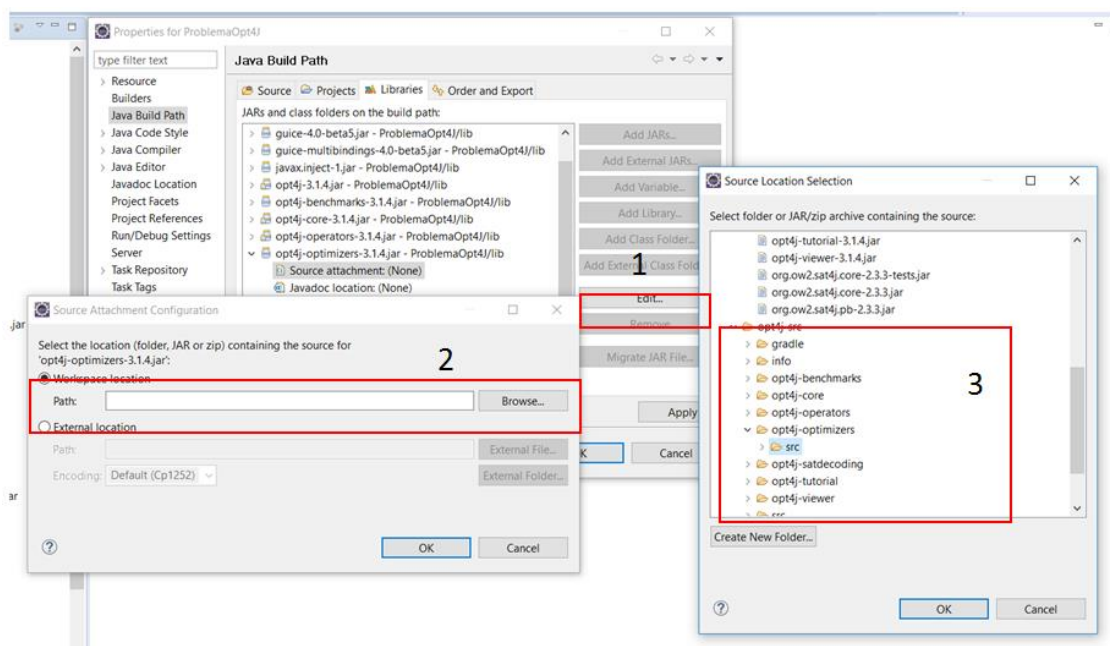 Properties for ProblemaOpt4J
type filter text
Resource
Builders
Java Build Path
Java Code Style
Java Compiler
Java Editor
Javadoc Location
Project Facets
Project References
Run/Debug Settings
Server
Task Repository
Task Tags
Java Build Path
Source Projects Libraries Order and Export
JARs and class folders on the build path:
guice-4.0-beta5.jar - ProblemaOpt4J/lib
guice-multibindings-4.0-beta5.jar - ProblemaOpt4J/lib
javax.inject-1.jar - ProblemaOpt4J/lib
opt4j-3.1.4.jar - ProblemaOpt4J/lib
opt4j-benchmarks-3.1.4.jar - ProblemaOpt4J/lib
opt4j-core-3.1.4.jar - ProblemaOpt4J/lib
opt4j-operators-3.1.4.jar - ProblemaOpt4J/lib
opt4j-optimizers-3.1.4.jar - ProblemaOpt4J/lib
Source attachment: (None)
Javadoc location: (None)
Add JARs...
Add External JARs...
Add Variable...
Add Library...
Add Class Folder...
Add External Class Fold
1
Edit...
Remove
Migrate JAR File...
Apply
K
Cancel
.jar
ar
Source Attachment Configuration
Select the location (folder, JAR or zip) containing the source for
'opt4j-optimizers-3.1.4.jar':
2
Workspace location
Path:
Browse...
External location
Path:
External File...
Encoding: Default (Cp1252)
External Folder...
OK
Cancel
Source Location Selection
Select folder or JAR/zip archive containing the source:
opt4j-tutorial-3.1.4.jar
opt4j-viewer-3.1.4.jar
org.ow2.sat4j.core-2.3.3-tests.jar
org.ow2.sat4j.core-2.3.3.jar
org.ow2.sat4j.pb-2.3.3.jar
opt4j-src
gradle
info
opt4j-benchmarks
opt4j-core
3
opt4j-operators
opt4j-optimizers
src
opt4j-satdecoding
opt4j-tutorial
opt4j-viewer
src
Create New Folder...
OK
Cancel